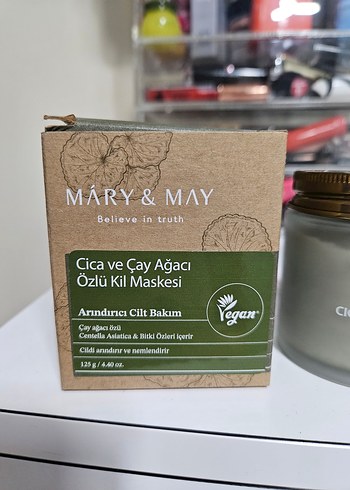 MÁRY & MAY
Believe in truth
Cica ve Çay Ağacı
Özlü Kil Maskesi
Arındırıcı Cilt Bakım
Çay ağacı özü
Centella Asiatica & Bitki Özleri içerir
Cildi arındırır ve nemlendirir
125 g / 4.40 oz.
Vegan